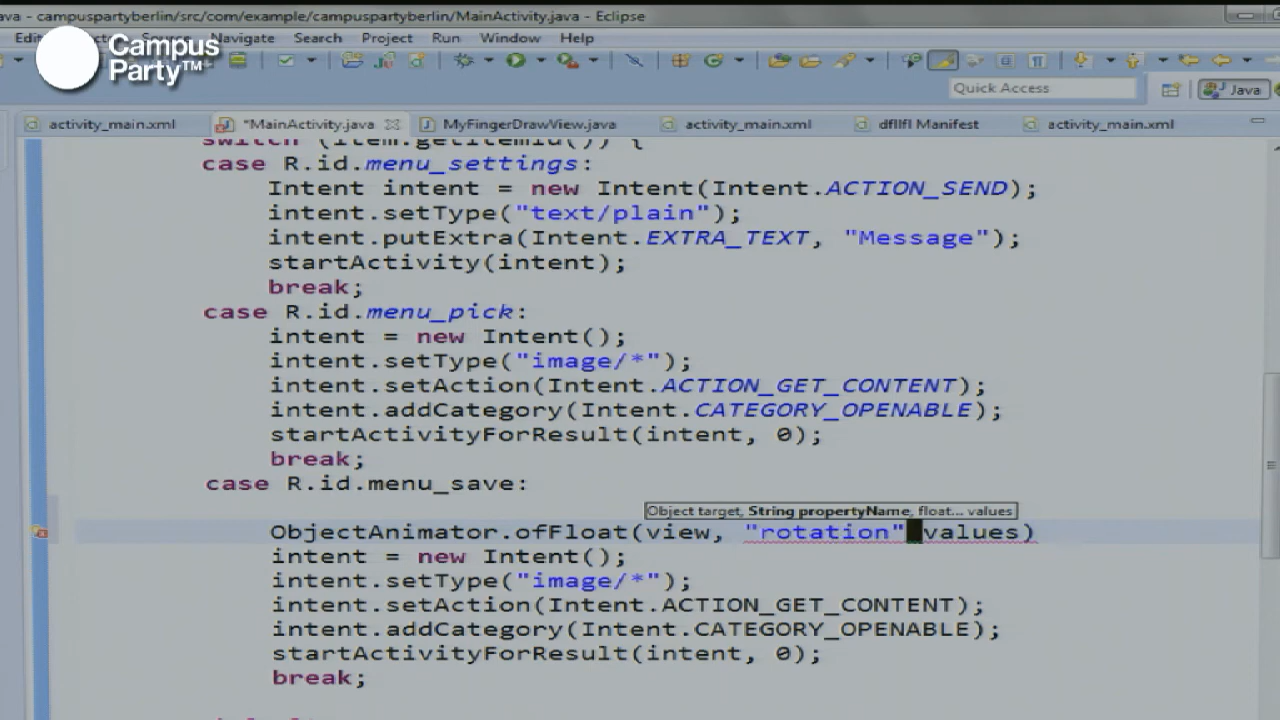 ava - campuspartyberlin/src/com/example/campuspartyberlin/MainActivity.java - Eclipse
Edit Navigate Search Project Run Window Help
Campus
Party™
Quick Access
Java
activity_main.xml *MainActivity.java MyFingerDrawView.java activity_main.xml dflIfl Manifest activity_main.xml
switch (item.getItemId()) {
case R.id.menu_settings:
Intent intent = new Intent(Intent.ACTION_SEND);
intent.setType("text/plain");
intent.putExtra(Intent.EXTRA_TEXT, "Message");
startActivity(intent);
break;
case R.id.menu_pick:
intent = new Intent();
intent.setType("image/*");
intent.setAction(Intent.ACTION_GET_CONTENT);
intent.addCategory(Intent.CATEGORY_OPENABLE);
startActivityForResult(intent, 0);
break;
case R.id.menu_save:
Object target, String propertyName, float... values
ObjectAnimator.ofFloat(view, "rotation" values)
intent = new Intent();
intent.setType("image/*");
intent.setAction(Intent.ACTION_GET_CONTENT);
intent.addCategory(Intent.CATEGORY_OPENABLE);
startActivityForResult(intent, 0);
break;